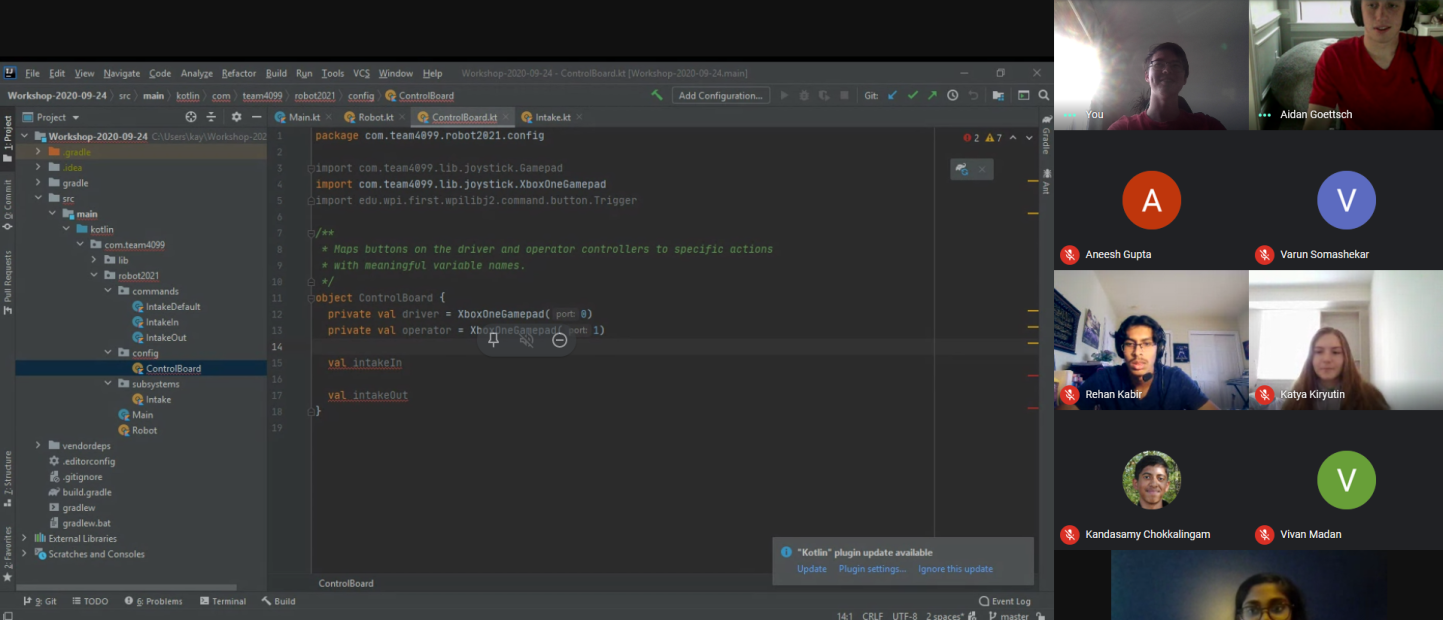 File Edit View Navigate Code Analyze Refactor Build Run Tools VCS Window Help Workshop-2020-09-24 - ControlBoard.kt [Workshop-2020-09-24.main]
Workshop-2020-09-24 src main kotlin com team4099 robot2021 config ControlBoard Add Configuration... Git:
Project Main.kt Robot.kt ControlBoard.kt Intake.kt
1: Project
0: Commit
Pull Requests
Z: Structure
2: Favorites
Workshop-2020-09-24 C:\Users\kay\Workshop-202
.gradle
.idea
gradle
src
main
kotlin
com.team4099
lib
robot2021
commands
IntakeDefault
IntakeIn
IntakeOut
config
ControlBoard
subsystems
Intake
Main
Robot
vendordeps
.editorconfig
.gitignore
build.gradle
gradlew
gradlew.bat
External Libraries
Scratches and Consoles
1 package com.team4099.robot2021.config
2
3 import com.team4099.lib.joystick.Gamepad
4 import com.team4099.lib.joystick.XboxOneGamepad
5 import edu.wpi.first.wpilibj2.command.button.Trigger
6
7 /**
8 * Maps buttons on the driver and operator controllers to specific actions
9 * with meaningful variable names.
10 */
11 object ControlBoard {
12 private val driver = XboxOneGamepad( port: 0)
13 private val operator = XboxOneGamepad( port: 1)
14
15 val intakeIn
16
17 val intakeOut
18 }
19
2 7
Gradle
Ant
"Kotlin" plugin update available
Update Plugin settings... Ignore this update
ControlBoard
9: Git TODO 6: Problems Terminal Build Event Log
14:1 CRLF UTF-8 2 spaces* master
You
Aidan Goettsch
A
Aneesh Gupta
V
Varun Somashekar
Rehan Kabir
Katya Kiryutin
Kandasamy Chokkalingam
V
Vivan Madan